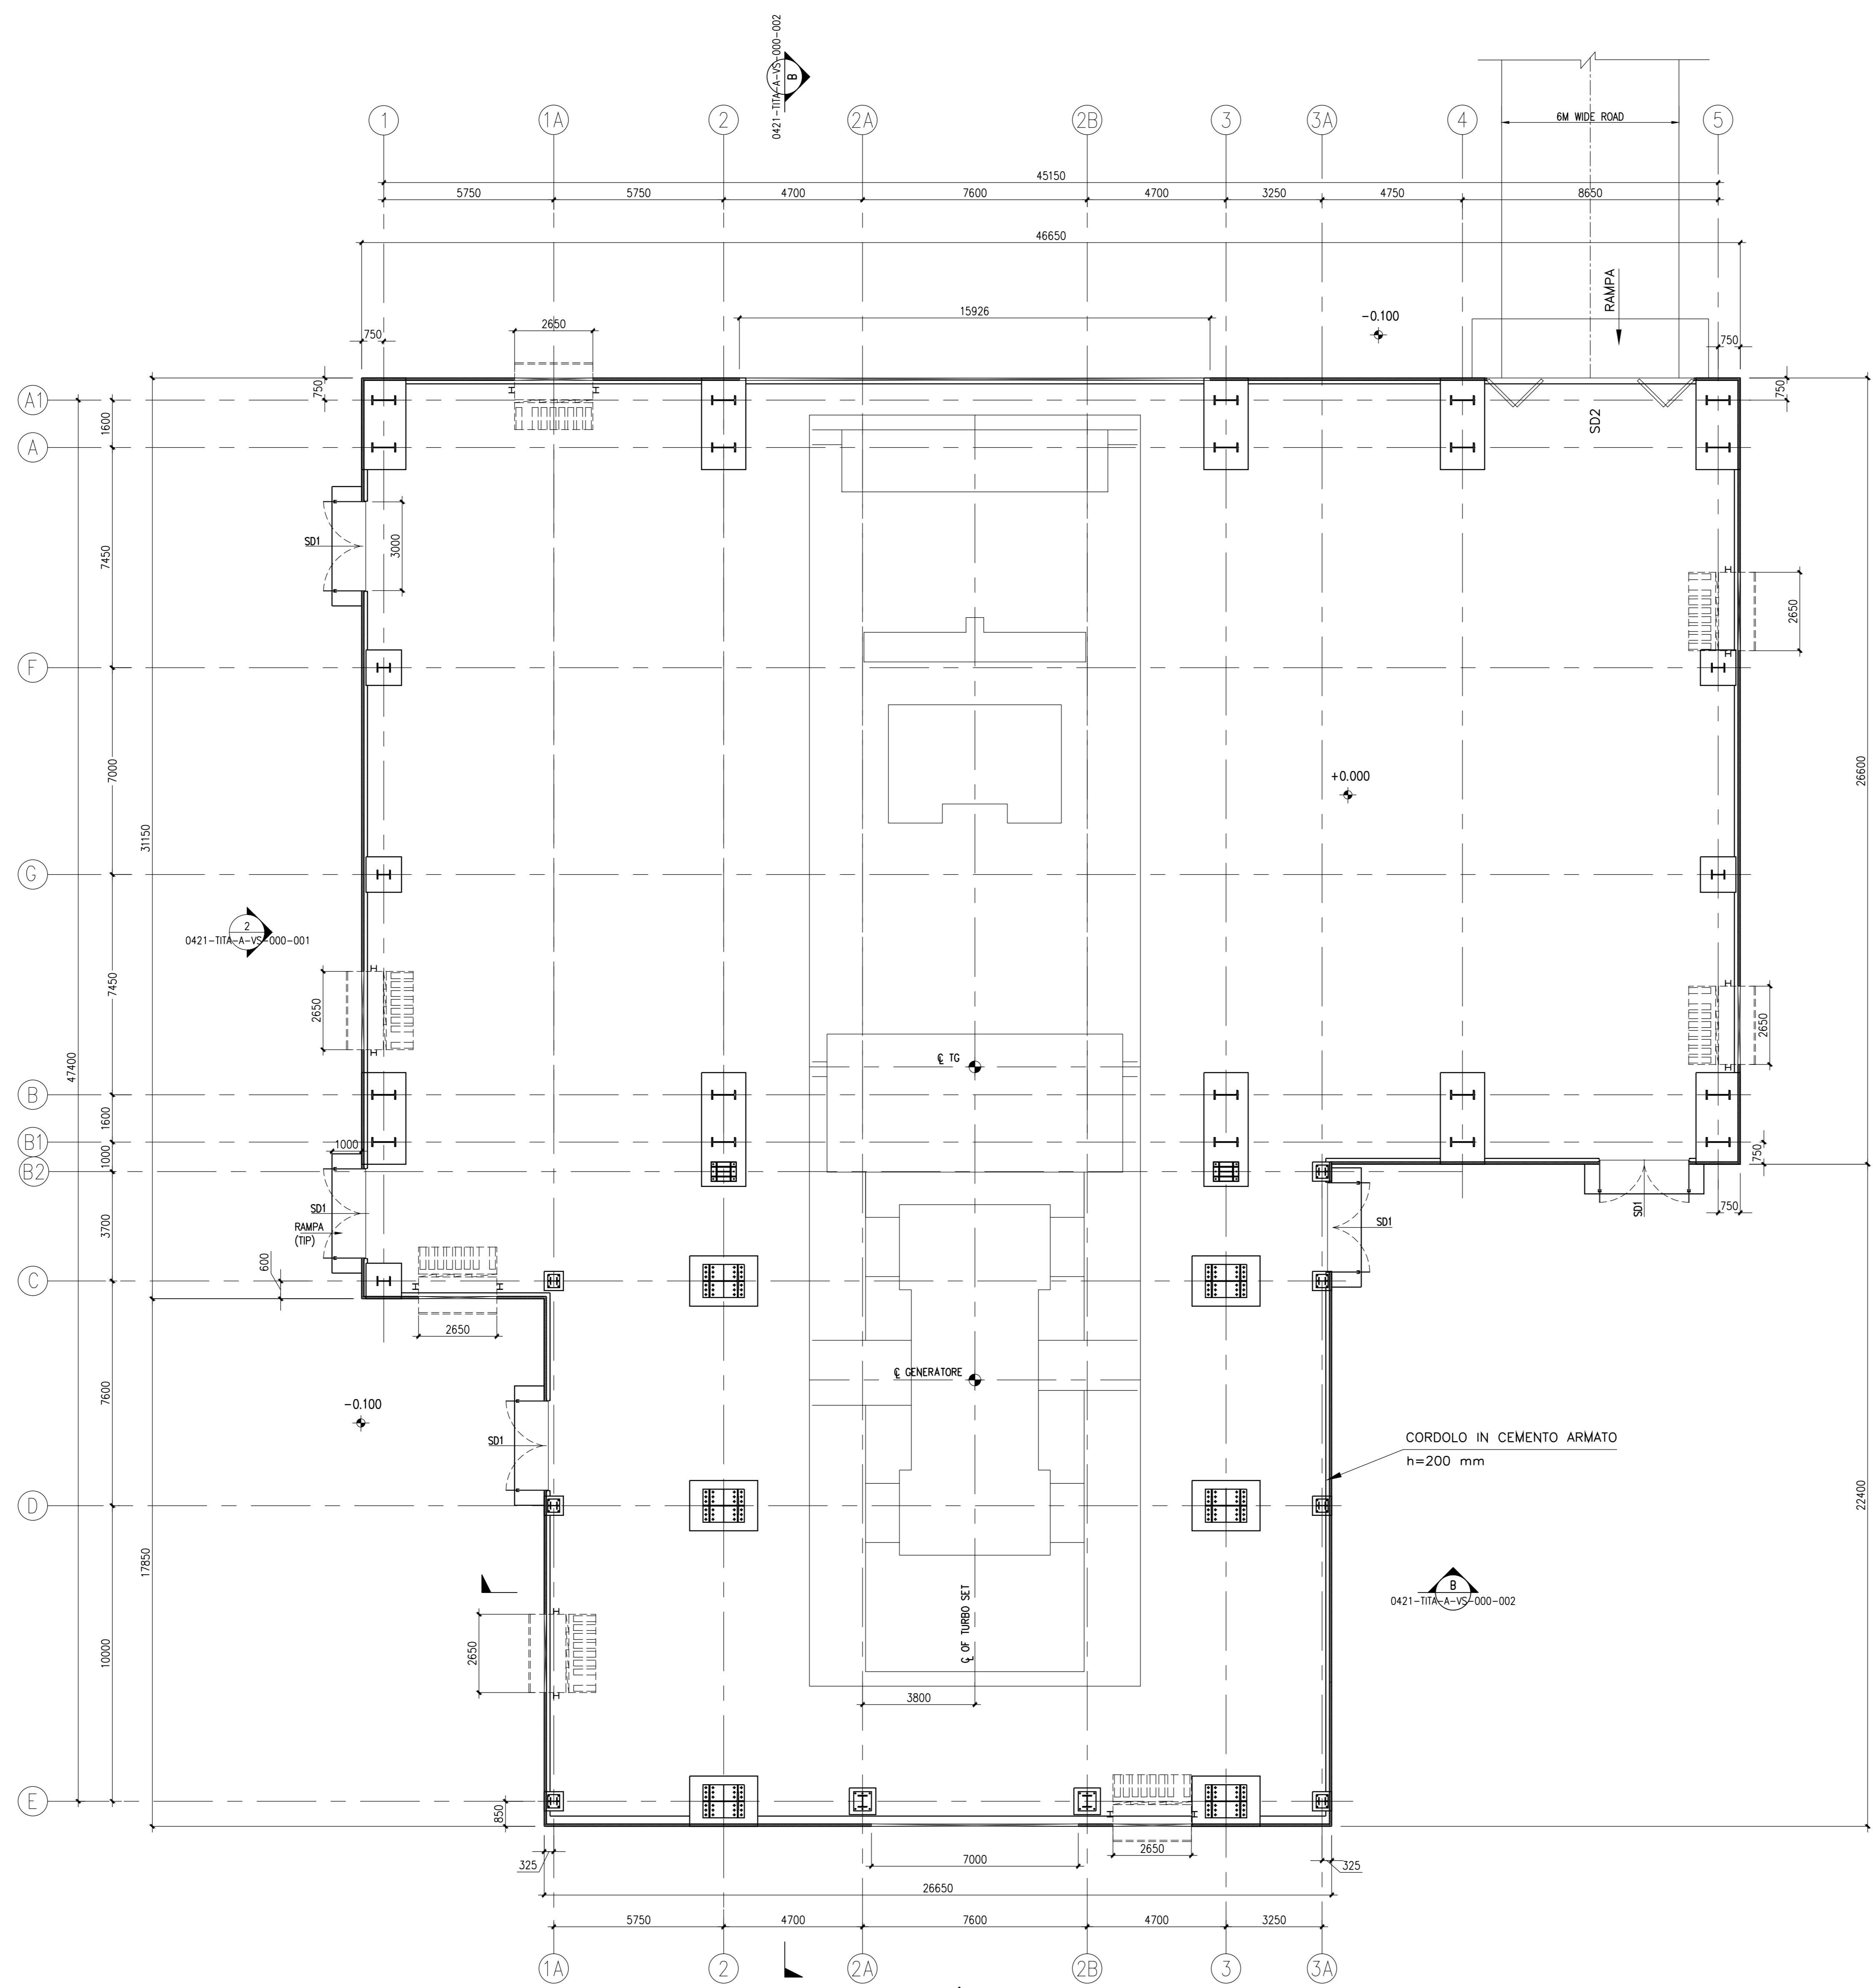 0421-TITA-A-VS-000-002
B
1
1A
2
2A
2B
3
3A
4
5
6M WIDE ROAD
45150
5750
5750
4700
7600
4700
3250
4750
8650
46650
RAMPA
15926
-0.100
2650
750
750
A1
750
750
1600
SD2
A
7450
SD1
3000
2650
F
7000
+0.000
26600
31150
G
2
0421-TITA-A-VS-000-001
7450
2650
2650
47400
℄ TG
B
1600
B1
1000
1000
750
B2
SD1
3700
RAMPA
(TIP)
SD1
SD1
750
600
C
2650
7600
℄ GENERATORE
-0.100
SD1
CORDOLO IN CEMENTO ARMATO
h=200 mm
D
22400
17850
B
0421-TITA-A-VS-000-002
℄ OF TURBO SET
10000
2650
3800
E
850
2650
325
7000
325
26650
5750
4700
7600
4700
3250
1A
2
2A
2B
3
3A